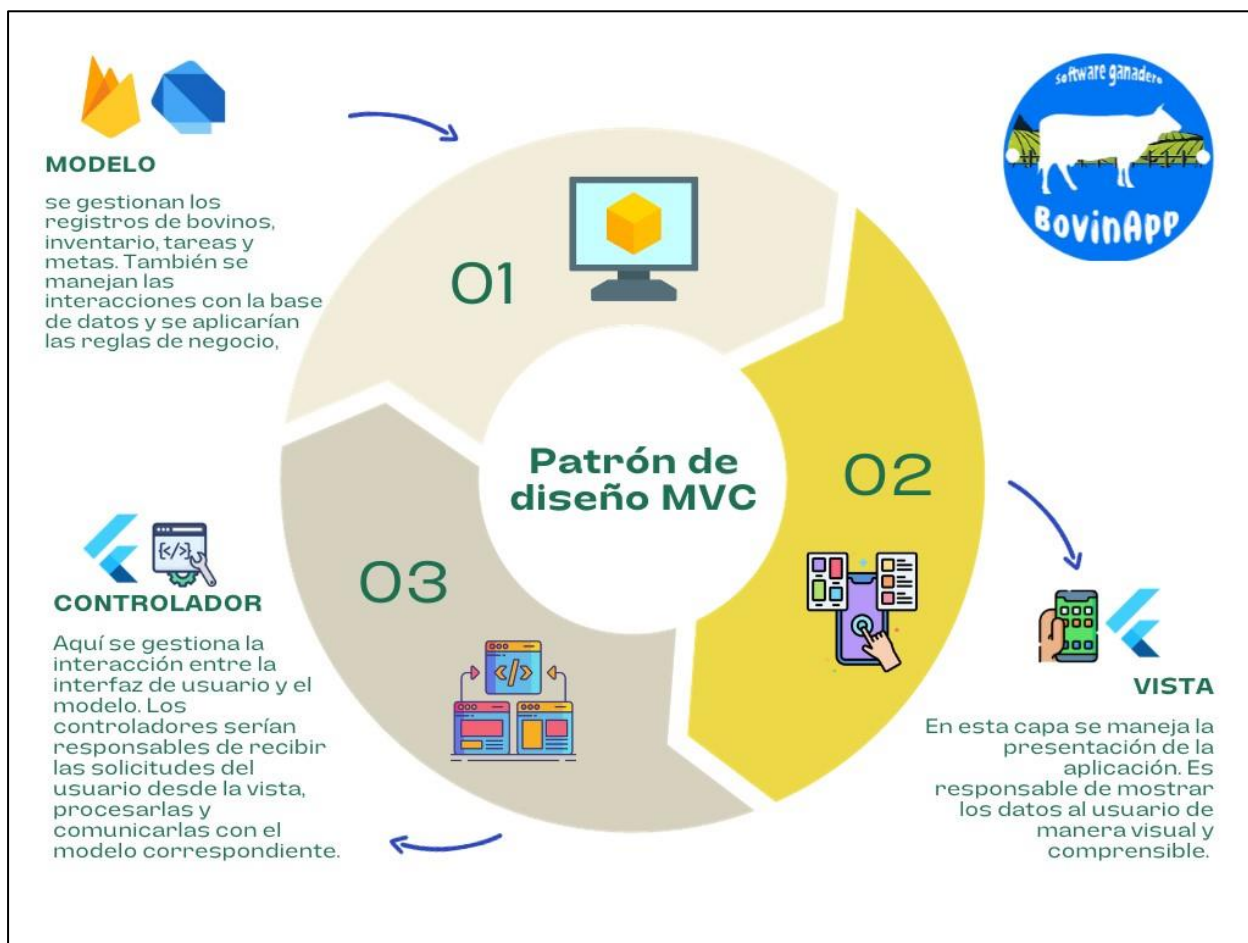 software ganadero
BovinApp
MODELO
se gestionan los
registros de bovinos,
inventario, tareas y
metas. También se
manejan las
interacciones con la base
de datos y se aplicarían
las reglas de negocio,
01
Patrón de
diseño MVC
02
03
CONTROLADOR
Aquí se gestiona la
interacción entre la
interfaz de usuario y el
modelo. Los
controladores serían
responsables de recibir
las solicitudes del
usuario desde la vista,
procesarlas y
comunicarlas con el
modelo correspondiente.
VISTA
En esta capa se maneja la
presentación de la
aplicación. Es
responsable de mostrar
los datos al usuario de
manera visual y
comprensible.